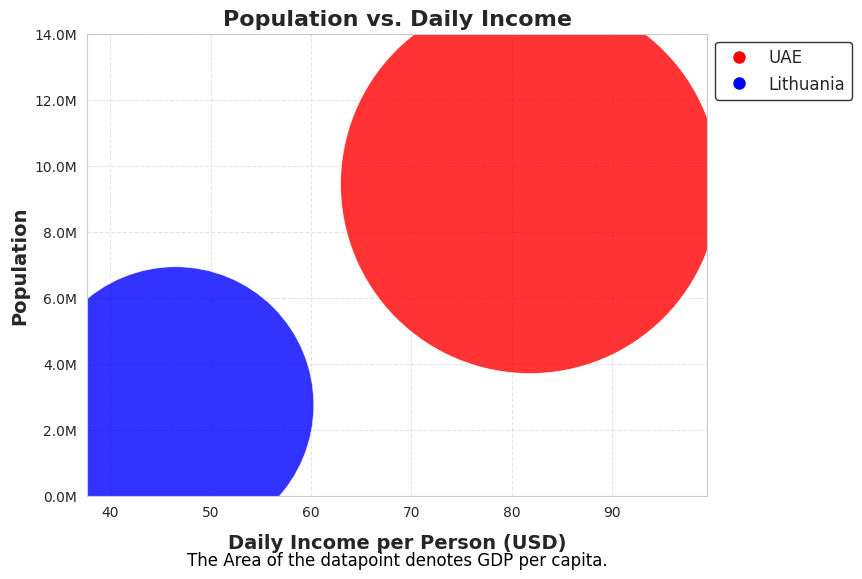 Population vs. Daily Income
UAE
Lithuania
Population
14.0M
12.0M
10.0M
8.0M
6.0M
4.0M
2.0M
0.0M
40 50 60 70 80 90
Daily Income per Person (USD)
The Area of the datapoint denotes GDP per capita.